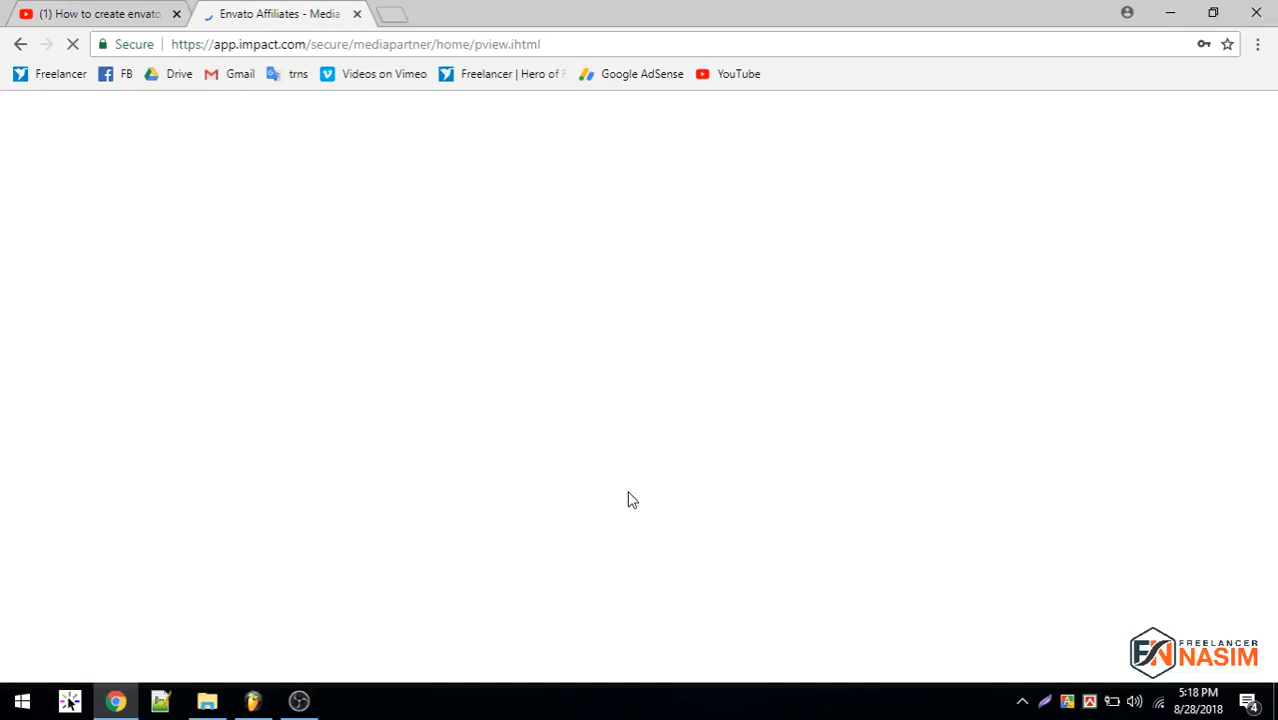 (1) How to create envato
Envato Affiliates - Media
Secure
https://app.impact.com/secure/mediapartner/home/pview.ihtml
Freelancer
FB
Drive
Gmail
trns
Videos on Vimeo
Freelancer | Hero of F
Google AdSense
YouTube
FREELANCER
FN NASIM
5:18 PM
8/28/2018
4